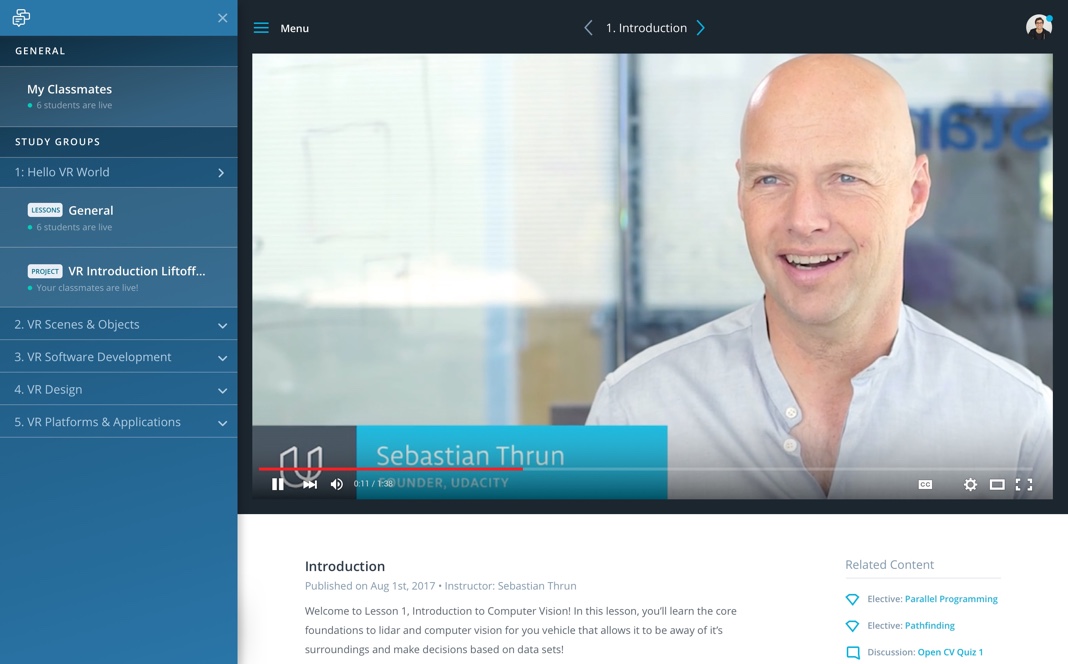 GENERAL
My Classmates
6 students are live
STUDY GROUPS
1: Hello VR World
LESSONS General
6 students are live
PROJECT VR Introduction Liftoff...
Your classmates are live!
2. VR Scenes & Objects
3. VR Software Development
4. VR Design
5. VR Platforms & Applications
Menu
1. Introduction
Sebastian Thrun
FOUNDER, UDACITY
0:11 / 1:38
CC
Introduction
Published on Aug 1st, 2017 • Instructor: Sebastian Thrun
Welcome to Lesson 1, Introduction to Computer Vision! In this lesson, you'll learn the core
foundations to lidar and computer vision for you vehicle that allows it to be away of it's
surroundings and make decisions based on data sets!
Related Content
Elective: Parallel Programming
Elective: Pathfinding
Discussion: Open CV Quiz 1